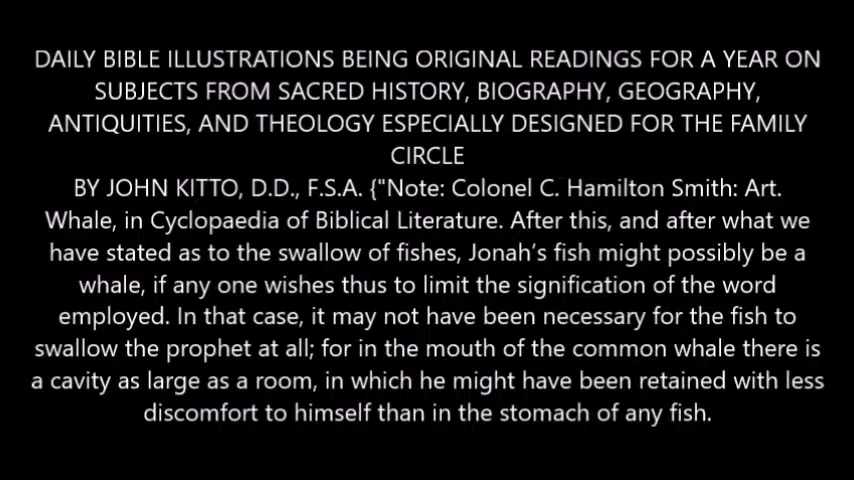 DAILY BIBLE ILLUSTRATIONS BEING ORIGINAL READINGS FOR A YEAR ON
SUBJECTS FROM SACRED HISTORY, BIOGRAPHY, GEOGRAPHY,
ANTIQUITIES, AND THEOLOGY ESPECIALLY DESIGNED FOR THE FAMILY
CIRCLE
BY JOHN KITTO, D.D., F.S.A. {"Note: Colonel C. Hamilton Smith: Art.
Whale, in Cyclopaedia of Biblical Literature. After this, and after what we
have stated as to the swallow of fishes, Jonah’s fish might possibly be a
whale, if any one wishes thus to limit the signification of the word
employed. In that case, it may not have been necessary for the fish to
swallow the prophet at all; for in the mouth of the common whale there is
a cavity as large as a room, in which he might have been retained with less
discomfort to himself than in the stomach of any fish.